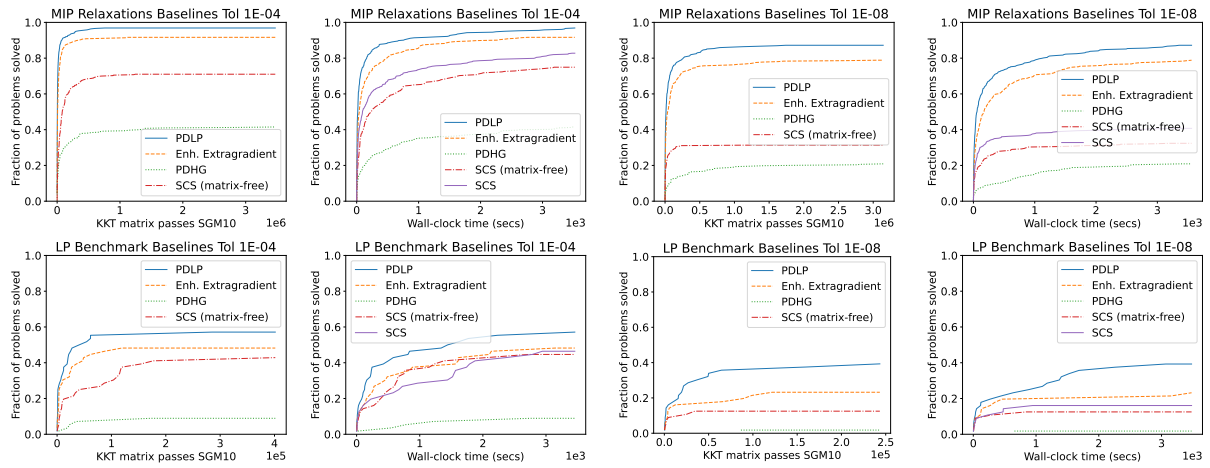 MIP Relaxations Baselines Tol 1E-04
Fraction of problems solved
1.0
0.8
0.6
0.4
0.2
0.0
PDLP
Enh. Extragradient
PDHG
SCS (matrix-free)
0 1 2 3
KKT matrix passes SGM10 1e6
MIP Relaxations Baselines Tol 1E-04
Fraction of problems solved
1.0
0.8
0.6
0.4
0.2
0.0
PDLP
Enh. Extragradient
PDHG
SCS (matrix-free)
SCS
0 1 2 3
Wall-clock time (secs) 1e3
MIP Relaxations Baselines Tol 1E-08
Fraction of problems solved
1.0
0.8
0.6
0.4
0.2
0.0
PDLP
Enh. Extragradient
PDHG
SCS (matrix-free)
0.0 0.5 1.0 1.5 2.0 2.5 3.0
KKT matrix passes SGM10 1e6
MIP Relaxations Baselines Tol 1E-08
Fraction of problems solved
1.0
0.8
0.6
0.4
0.2
0.0
PDLP
Enh. Extragradient
PDHG
SCS (matrix-free)
SCS
0 1 2 3
Wall-clock time (secs) 1e3
LP Benchmark Baselines Tol 1E-04
Fraction of problems solved
1.0
0.8
0.6
0.4
0.2
0.0
PDLP
Enh. Extragradient
PDHG
SCS (matrix-free)
0 1 2 3 4
KKT matrix passes SGM10 1e5
LP Benchmark Baselines Tol 1E-04
Fraction of problems solved
1.0
0.8
0.6
0.4
0.2
0.0
PDLP
Enh. Extragradient
PDHG
SCS (matrix-free)
SCS
0 1 2 3
Wall-clock time (secs) 1e3
LP Benchmark Baselines Tol 1E-08
Fraction of problems solved
1.0
0.8
0.6
0.4
0.2
0.0
PDLP
Enh. Extragradient
PDHG
SCS (matrix-free)
0.0 0.5 1.0 1.5 2.0 2.5
KKT matrix passes SGM10 1e5
LP Benchmark Baselines Tol 1E-08
Fraction of problems solved
1.0
0.8
0.6
0.4
0.2
0.0
PDLP
Enh. Extragradient
PDHG
SCS (matrix-free)
SCS
0 1 2 3
Wall-clock time (secs) 1e3